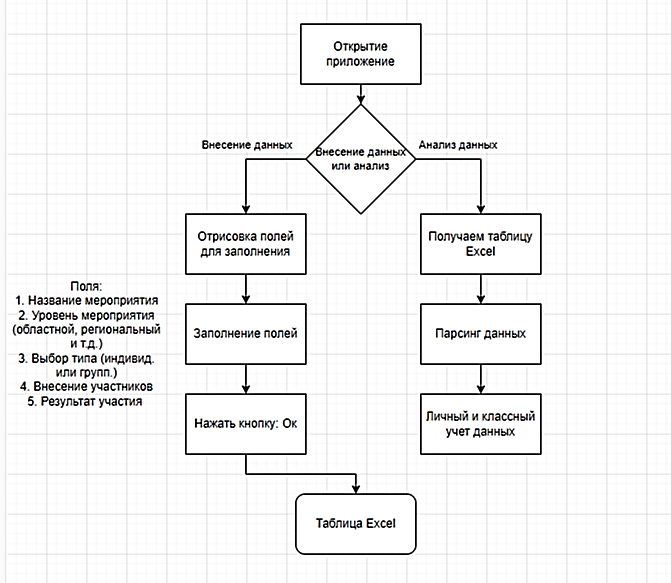 Открытие
приложение
Внесение данных
Внесение данных
или анализ
Анализ данных
Отрисовка полей
для заполнения
Получаем таблицу
Excel
Поля:
1. Название мероприятия
2. Уровень мероприятия
(областной, региональный
и т.д.)
3. Выбор типа (индивид.
или групп.)
4. Внесение участников
5. Результат участия
Заполнение полей
Парсинг данных
Нажать кнопку: Ок
Личный и классный
учет данных
Таблица Excel